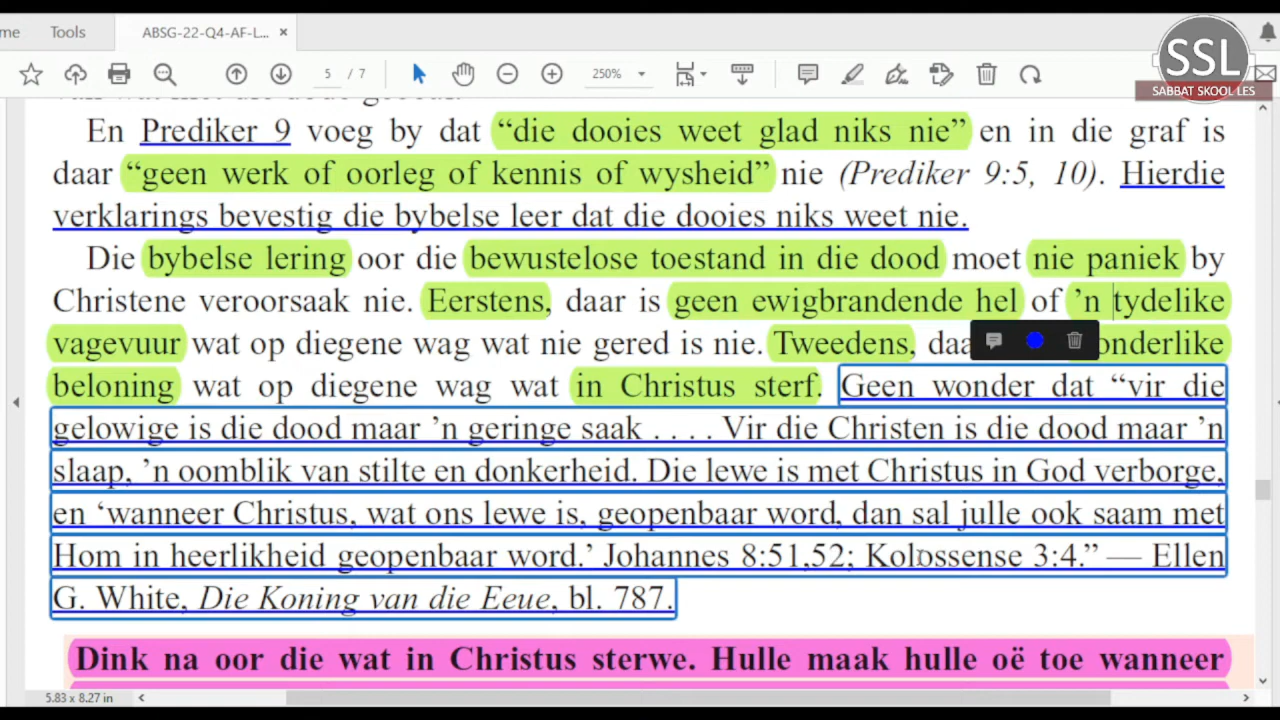 me Tools ABSG-22-Q4-AF-L... ×
SSL
SABBAT SKOOL LES
5 / 7 250%
En Prediker 9 voeg by dat “die dooies weet glad niks nie” en in die graf is
daar “geen werk of oorleg of kennis of wysheid” nie (Prediker 9:5, 10). Hierdie
verklarings bevestig die bybelse leer dat die dooies niks weet nie.
Die bybelse lering oor die bewustelose toestand in die dood moet nie paniek by
Christene veroorsaak nie. Eerstens, daar is geen ewigbrandende hel of ’n tydelike
vagevuur wat op diegene wag wat nie gered is nie. Tweedens, daa onderlike
beloning wat op diegene wag wat in Christus sterf. Geen wonder dat “vir die
gelowige is die dood maar ’n geringe saak . . . . Vir die Christen is die dood maar ’n
slaap, ’n oomblik van stilte en donkerheid. Die lewe is met Christus in God verborge,
en ‘wanneer Christus, wat ons lewe is, geopenbaar word, dan sal julle ook saam met
Hom in heerlikheid geopenbaar word.’ Johannes 8:51,52; Kolossense 3:4.” — Ellen
G. White, Die Koning van die Eeue, bl. 787.
Dink na oor die wat in Christus sterwe. Hulle maak hulle oë toe wanneer
5.83 x 8.27 in